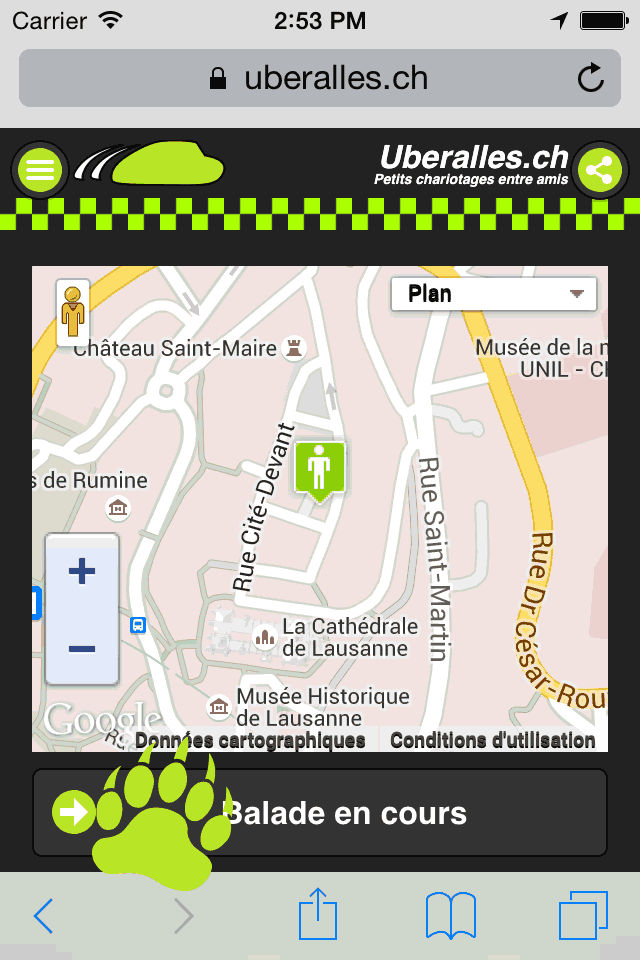 Carrier 2:53 PM
uberalles.ch
Uberalles.ch
Petits chariotages entre amis
Plan
Château Saint-Maire
Musée de la
UNIL -
Rue Cité-Devant
de Rumine
Rue Saint-Martin
Rue Dr César-Rou
+
−
La Cathédrale
de Lausanne
Musée Historique
de Lausanne
Google
Données cartographiques Conditions d'utilisation
Balade en cours